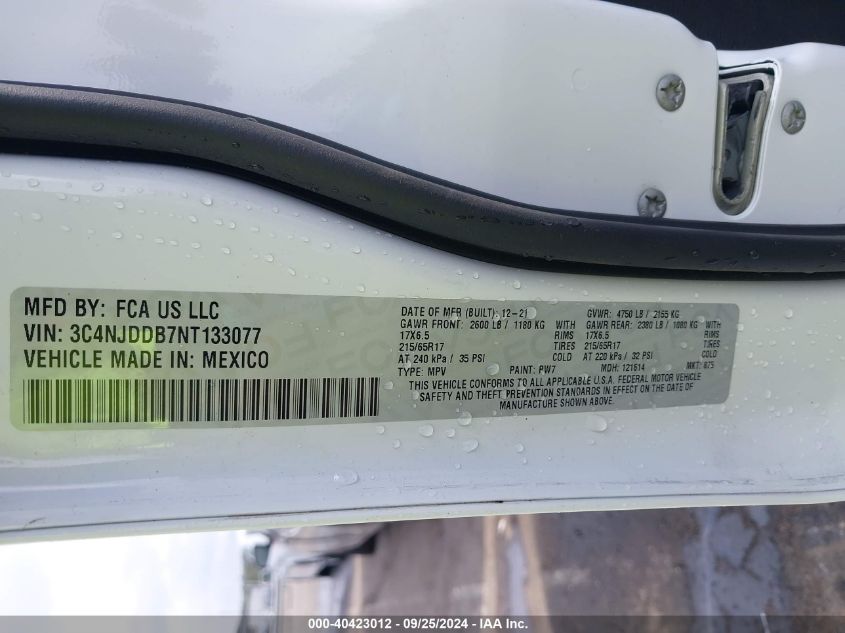 MFD BY: FCA US LLC
VIN: 3C4NJDDB7NT133077
VEHICLE MADE IN: MEXICO
DATE OF MFR (BUILT): 12-21 GVWR: 4750 LB / 2155 KG
GAWR FRONT: 2600 LB / 1180 KG GAWR REAR: 2380 LB / 1080 KG
17X6.5 RIMS 17X6.5 RIMS
215/65R17 TIRES 215/65R17 TIRES
AT 240 kPa / 35 PSI COLD AT 220 kPa / 32 PSI COLD
TYPE: MPV PAINT: PW7 MDH: 121614 MKT: 875
THIS VEHICLE CONFORMS TO ALL APPLICABLE U.S.A. FEDERAL MOTOR VEHICLE
SAFETY AND THEFT PREVENTION STANDARDS IN EFFECT ON THE DATE OF
MANUFACTURE SHOWN ABOVE
000-40423012 - 09/25/2024 - IAA Inc.